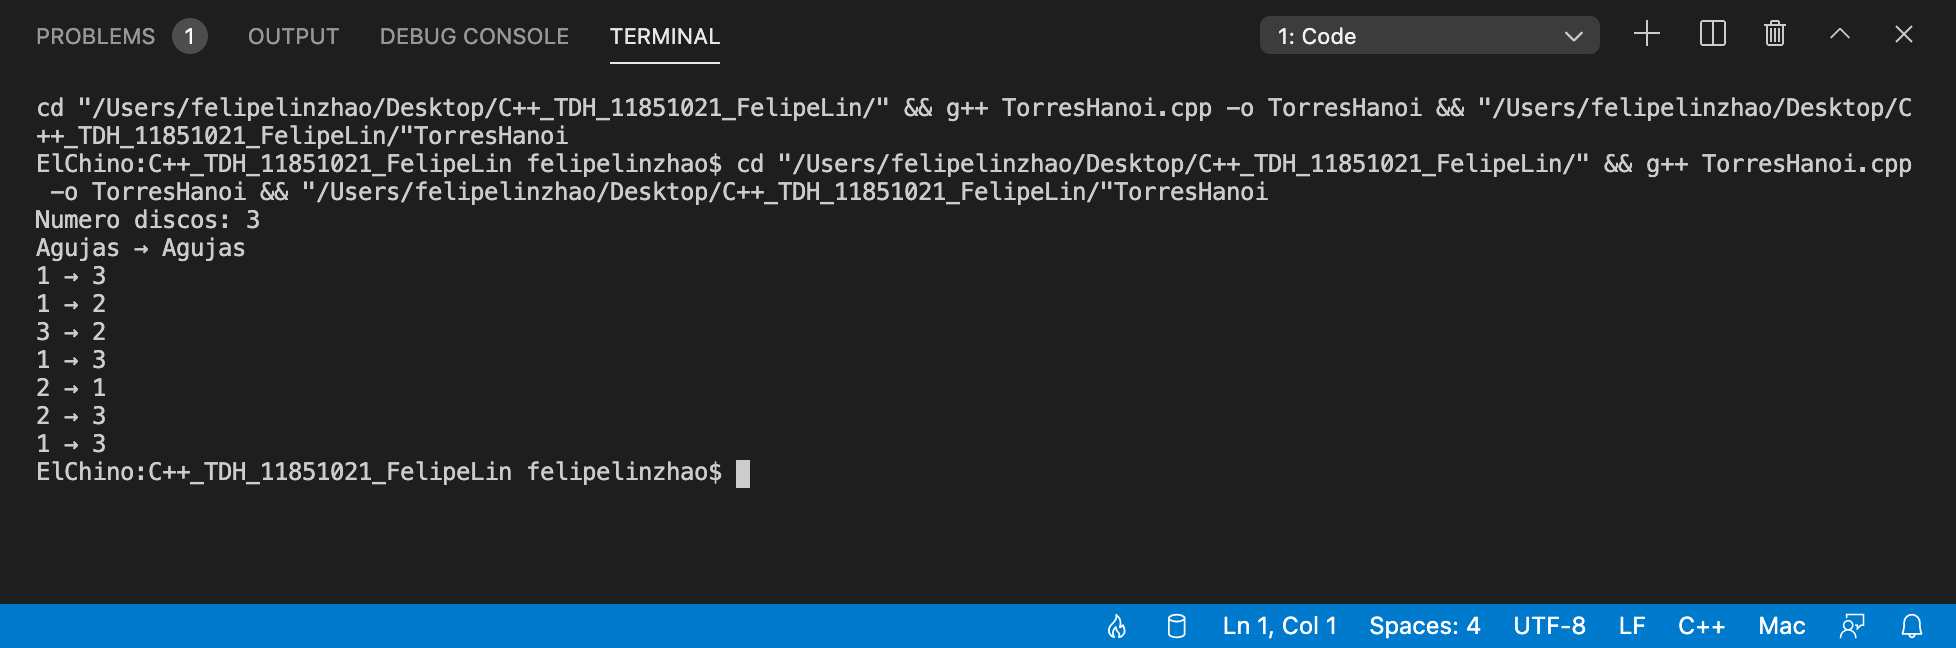 PROBLEMS 1 OUTPUT DEBUG CONSOLE TERMINAL 1: Code
cd "/Users/felipelinzhao/Desktop/C++_TDH_11851021_FelipeLin/" && g++ TorresHanoi.cpp -o TorresHanoi && "/Users/felipelinzhao/Desktop/C
++_TDH_11851021_FelipeLin/"TorresHanoi
ElChino:C++_TDH_11851021_FelipeLin felipelinzhao$ cd "/Users/felipelinzhao/Desktop/C++_TDH_11851021_FelipeLin/" && g++ TorresHanoi.cpp
-o TorresHanoi && "/Users/felipelinzhao/Desktop/C++_TDH_11851021_FelipeLin/"TorresHanoi
Numero discos: 3
Agujas → Agujas
1 → 3
1 → 2
3 → 2
1 → 3
2 → 1
2 → 3
1 → 3
ElChino:C++_TDH_11851021_FelipeLin felipelinzhao$
Ln 1, Col 1 Spaces: 4 UTF-8 LF C++ Mac